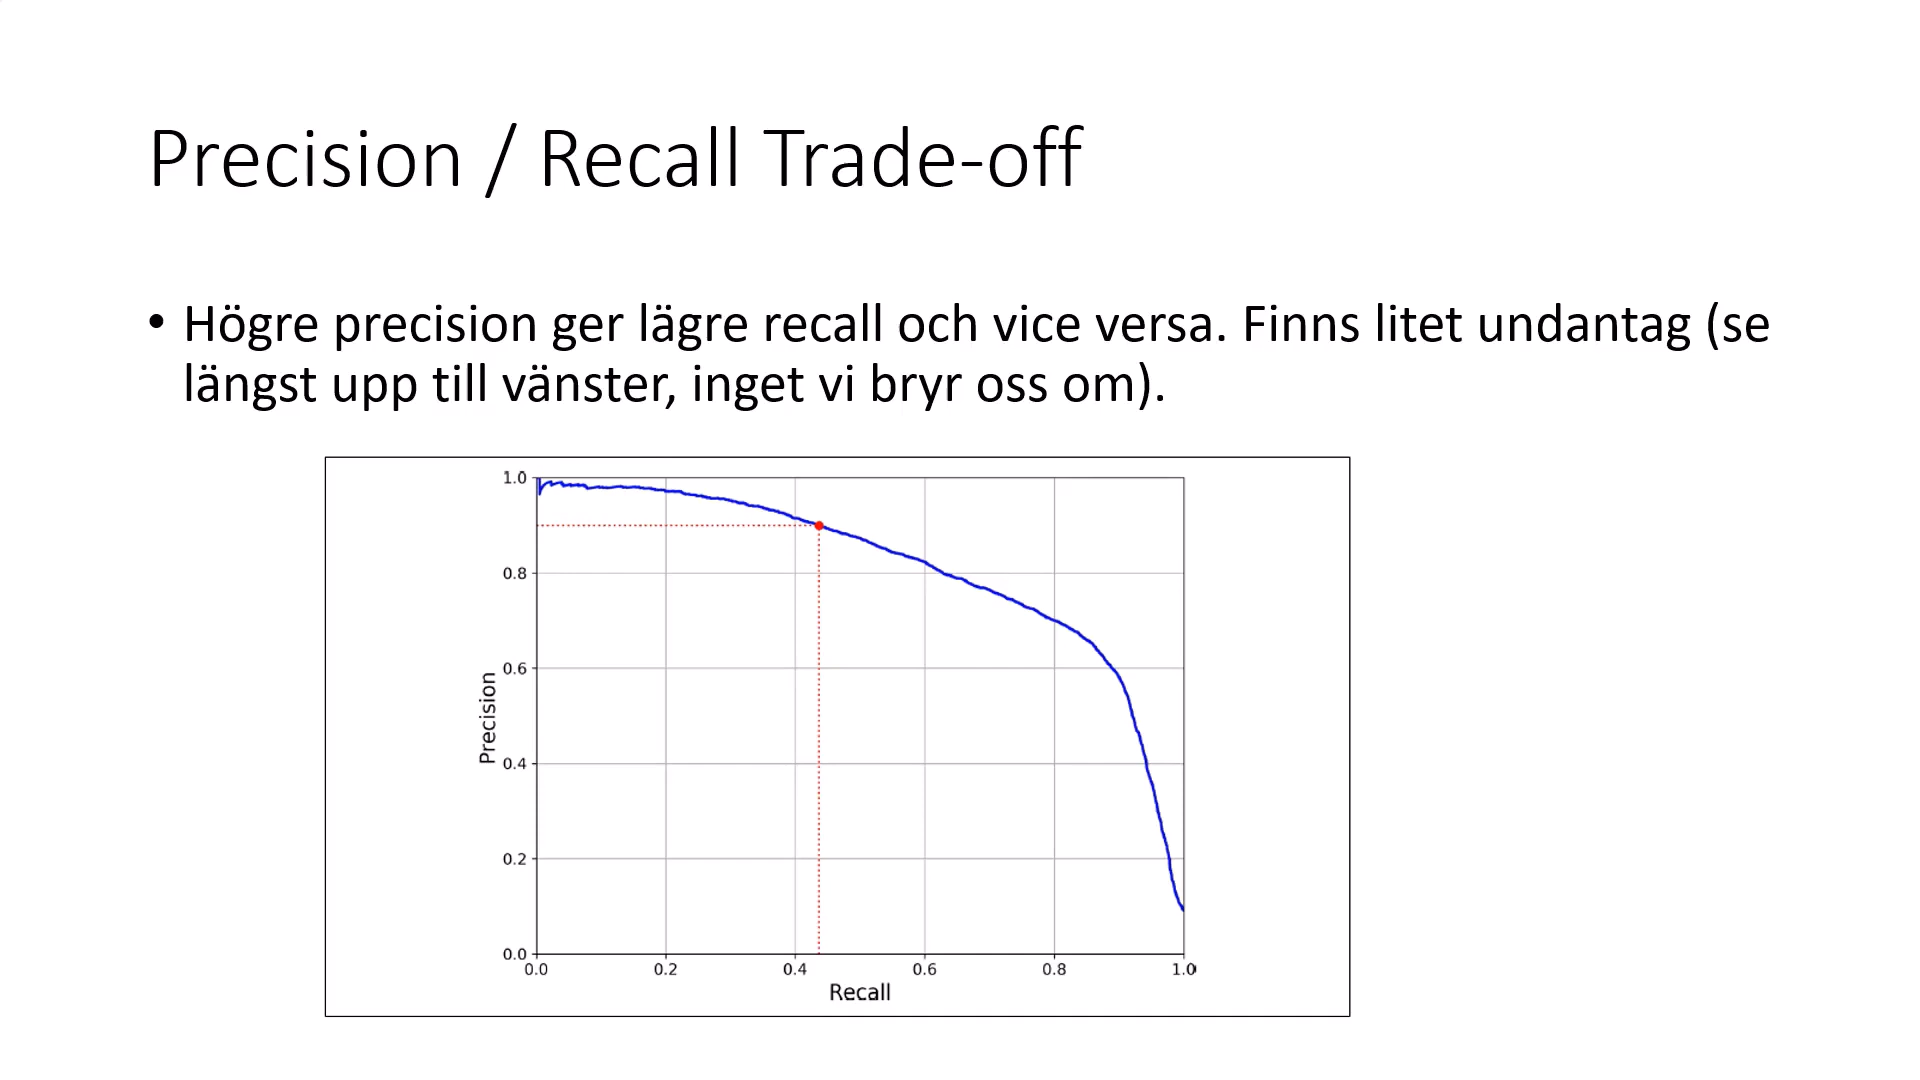 Precision / Recall Trade-off
• Högre precision ger lägre recall och vice versa. Finns litet undantag (se
längst upp till vänster, inget vi bryr oss om).
1.0
0.8
0.6
0.4
0.2
0.0
Precision
0.0 0.2 0.4 0.6 0.8 1.0
Recall